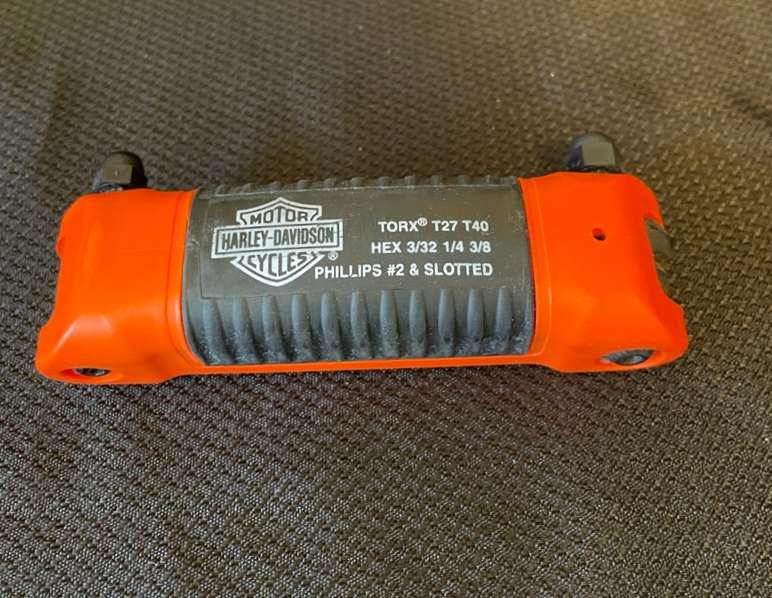 MOTOR
HARLEY-DAVIDSON
CYCLES
®
TORX® T27 T40
HEX 3/32 1/4 3/8
PHILLIPS #2 & SLOTTED